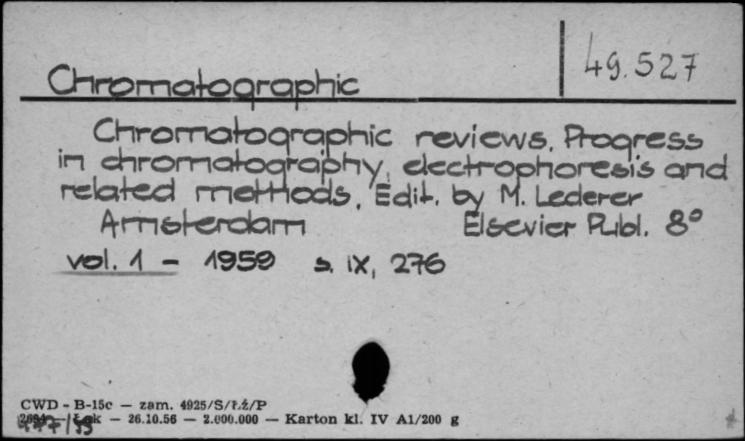 49.527
Chromatographic
Chromatographic reviews. Progress
in chromatography, electrophoresis and
related methods. Edit. by M. Lederer
Amsterdam Elsevier Publ. 8°
vol. 1 – 1959 s. IX, 276
CWD - B-15c — zam. 4925/S/Ł.ż/P
— 26.10.56 — 2.000.000 — Karton kl. IV A1/200 g